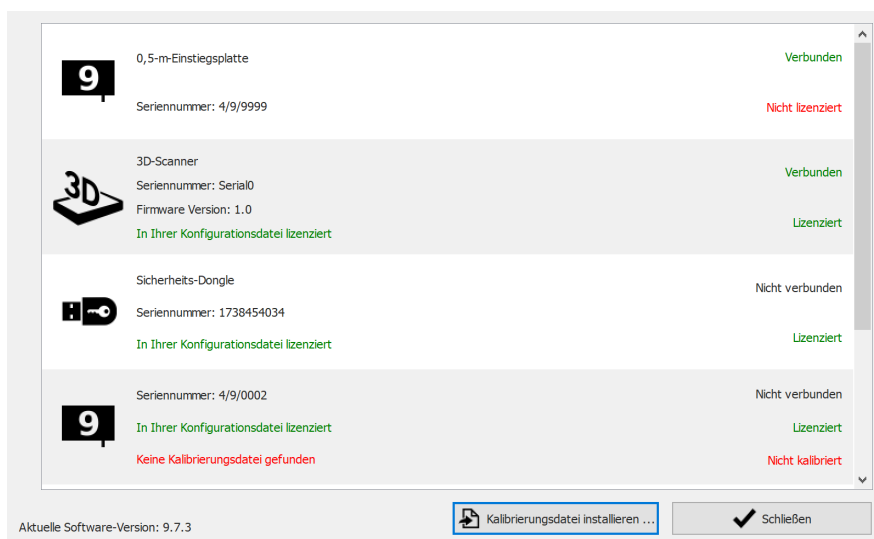 9
0,5-m-Einstiegsplatte
Verbunden
Seriennummer: 4/9/9999
Nicht lizenziert
3D
3D-Scanner
Seriennummer: Serial0
Verbunden
Firmware Version: 1.0
In Ihrer Konfigurationsdatei lizenziert
Lizenziert
Sicherheits-Dongle
Nicht verbunden
Seriennummer: 1738454034
In Ihrer Konfigurationsdatei lizenziert
Lizenziert
9
Seriennummer: 4/9/0002
Nicht verbunden
In Ihrer Konfigurationsdatei lizenziert
Lizenziert
Keine Kalibrierungsdatei gefunden
Nicht kalibriert
Aktuelle Software-Version: 9.7.3
Kalibrierungsdatei installieren ...
Schließen